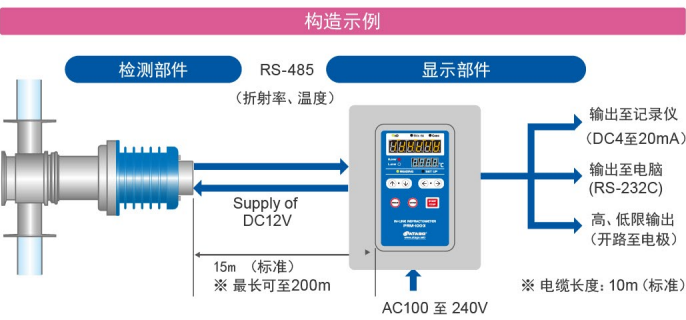 构造示例
检测部件
RS-485
显示部件
(折射率、温度)
输出至记录仪
(DC4至20mA)
输出至电脑
(RS-232C)
高、低限输出
(开路至电极)
Supply of
DC12V
IN-LINE REFRACTOMETER
ATAGO
15m (标准)
※ 最长可至200m
※ 电缆长度: 10m (标准)
AC100 至 240V